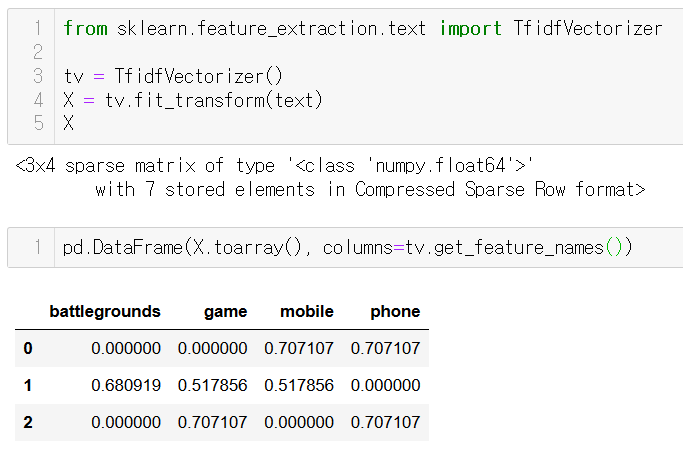 1 from sklearn.feature_extraction.text import TfidfVectorizer
2
3 tv = TfidfVectorizer()
4 X = tv.fit_transform(text)
5 X
<3x4 sparse matrix of type '<class 'numpy.float64'>'
with 7 stored elements in Compressed Sparse Row format>
1 pd.DataFrame(X.toarray(), columns=tv.get_feature_names())
battlegrounds game mobile phone
0 0.000000 0.000000 0.707107 0.707107
1 0.680919 0.517856 0.517856 0.000000
2 0.000000 0.707107 0.000000 0.707107